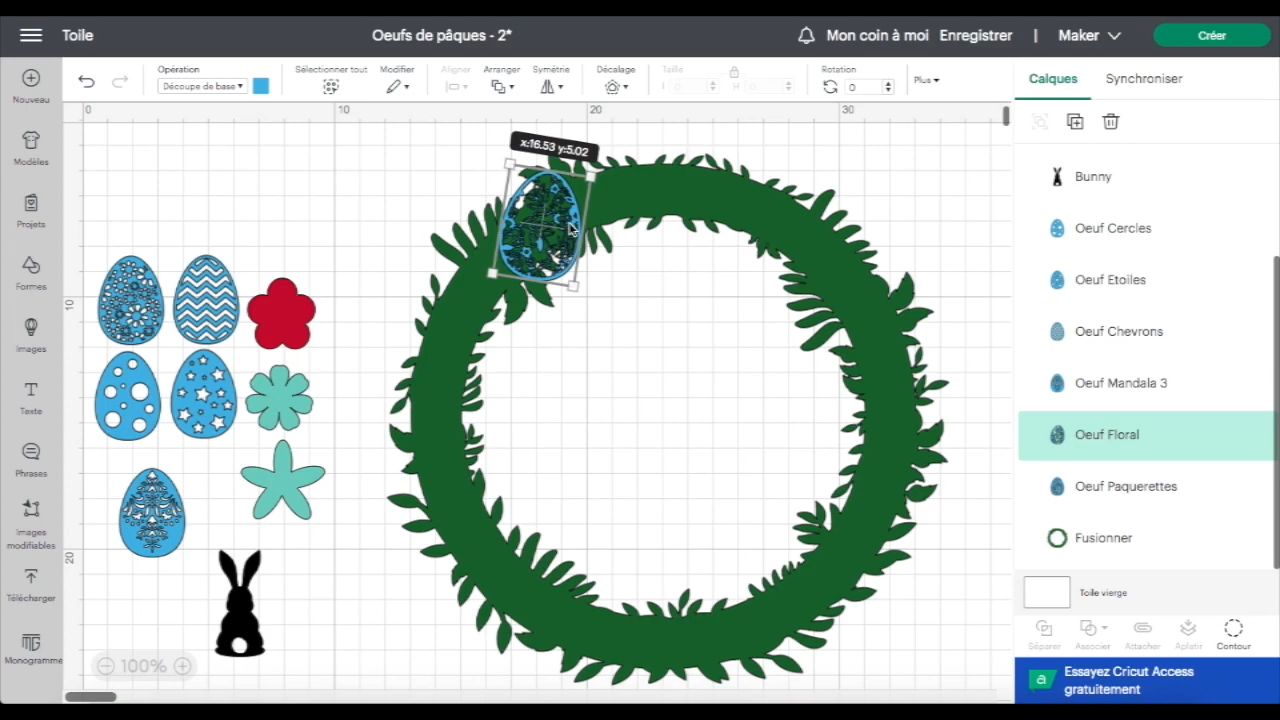 Toile
Oeufs de pâques - 2*
Mon coin à moi Enregistrer | Maker
Créer
Opération
Découpe de base
Sélectionner tout
Modifier
Aligner
Arranger
Symétrie
Décalage
Taille
Rotation
0
Plus
Calques Synchroniser
Nouveau
Modèles
Projets
Formes
Images
Texte
Phrases
Images
modifiables
Télécharger
Monogramme
0 10 20 30
10
20
x:16.53 y:5.02
100%
Bunny
Oeuf Cercles
Oeuf Etoiles
Oeuf Chevrons
Oeuf Mandala 3
Oeuf Floral
Oeuf Paquerettes
Fusionner
Toile vierge
Séparer Associer Attacher Aplatir Contour
a
Essayez Cricut Access
gratuitement